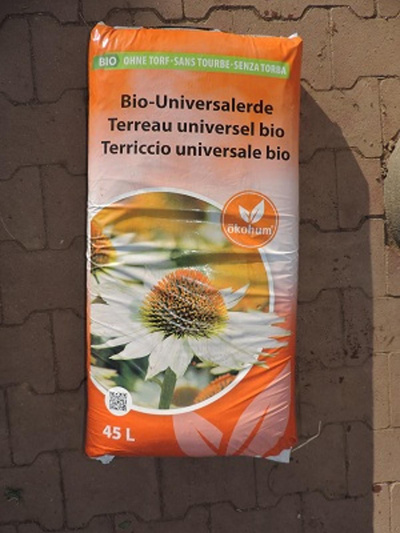 BIO OHNE TORF·SANS TOURBE·SENZA TORBA
Bio-Universalerde
Terreau universel bio
Terriccio universale bio
ökohum
45 L